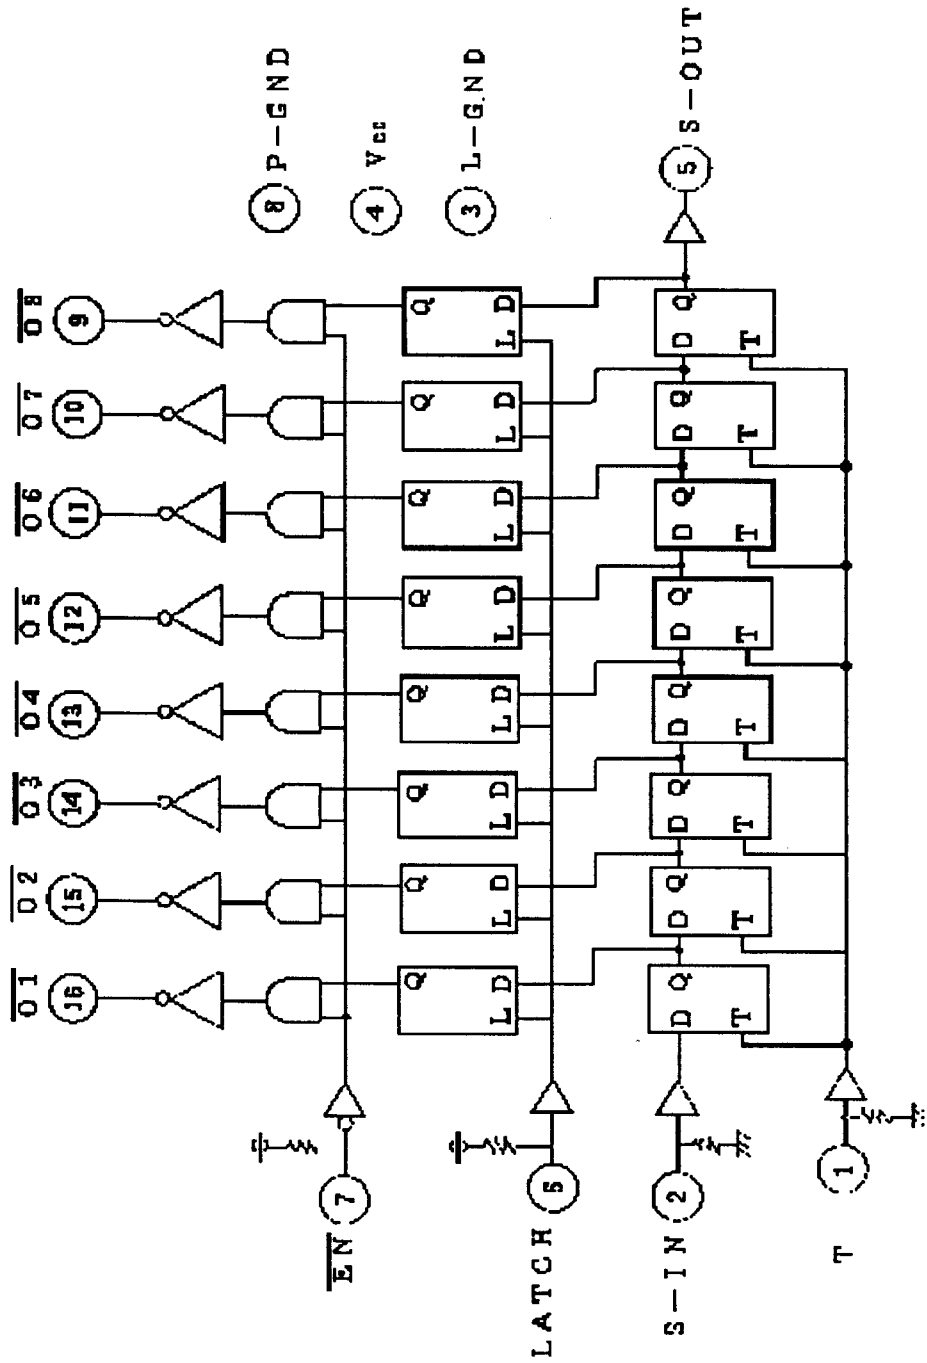 O1 O2 O3 O4 O5 O6 O7 O8
16 15 14 13 12 11 10 9
8 P-GND
EN 7
4 Vcc
Q Q Q Q Q Q Q Q
3 L-GND
L D L D L D L D L D L D L D L D
LATCH 6
S-IN 2
D Q D Q D Q D Q D Q D Q D Q D Q
5 S-OUT
T T T T T T T T
T 1